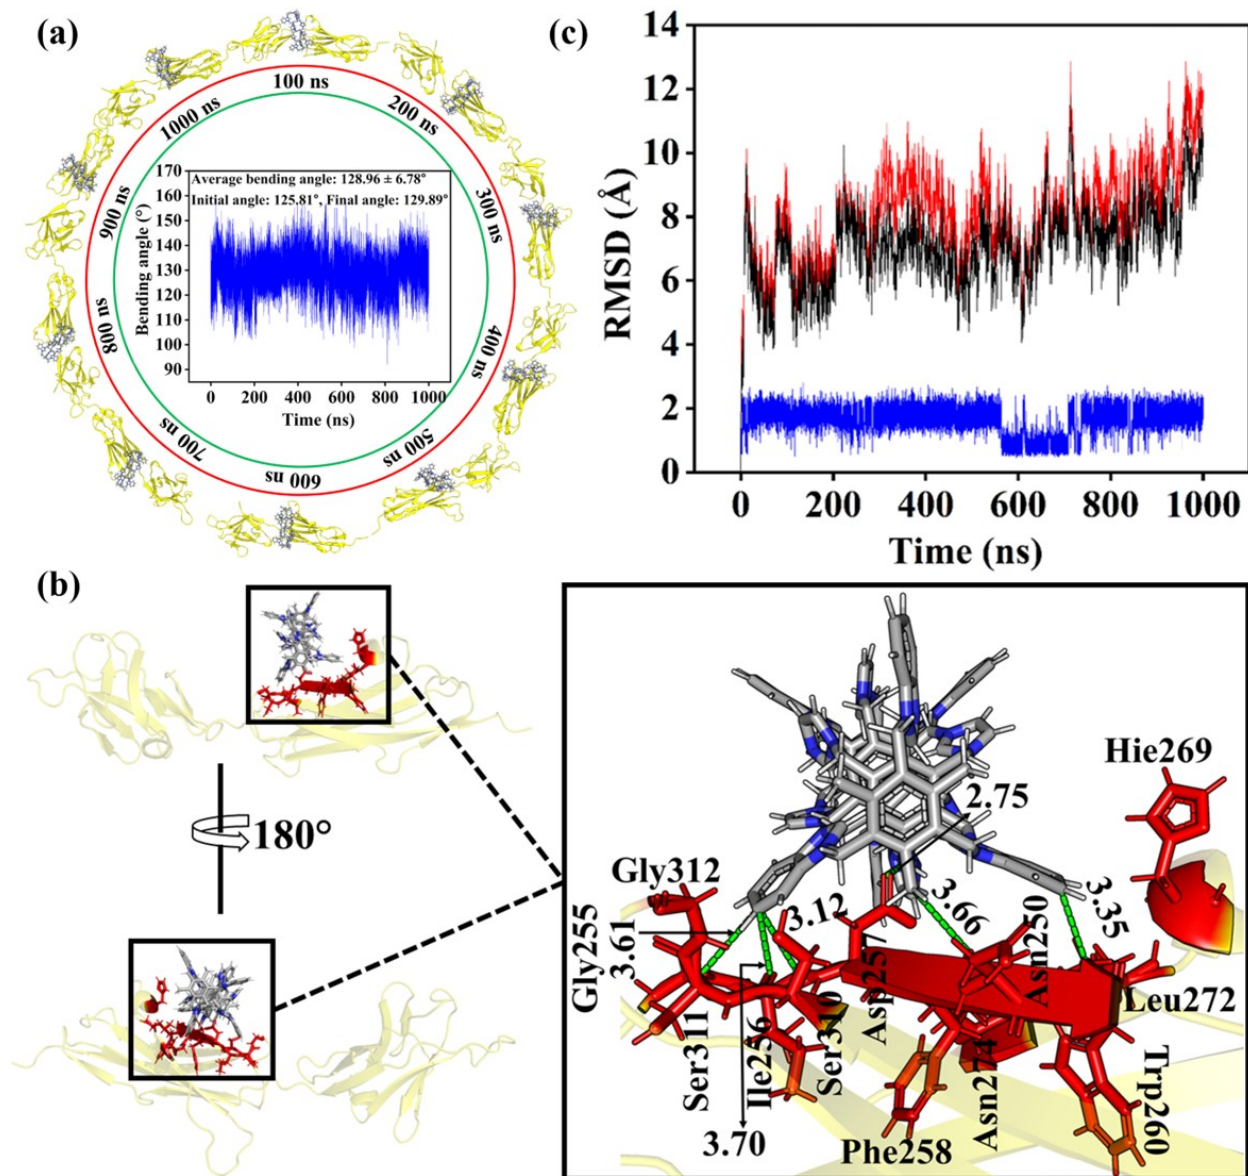 (a)
100 ns
200 ns
300 ns
400 ns
500 ns
600 ns
700 ns
800 ns
900 ns
1000 ns
Average bending angle: 128.96 ± 6.78°
Initial angle: 125.81°, Final angle: 129.89°
Bending angle (°)
170
160
150
140
130
120
110
100
90
0 200 400 600 800 1000
Time (ns)
(c)
RMSD (Å)
14
12
10
8
6
4
2
0
0 200 400 600 800 1000
Time (ns)
(b)
180°
Hie269
2.75
Gly312
3.12
3.66
3.35
Gly255
3.61
Asp257
Asn250
Leu272
Ser311
Ile256
Ser310
Asn274
Trp260
Phe258
3.70